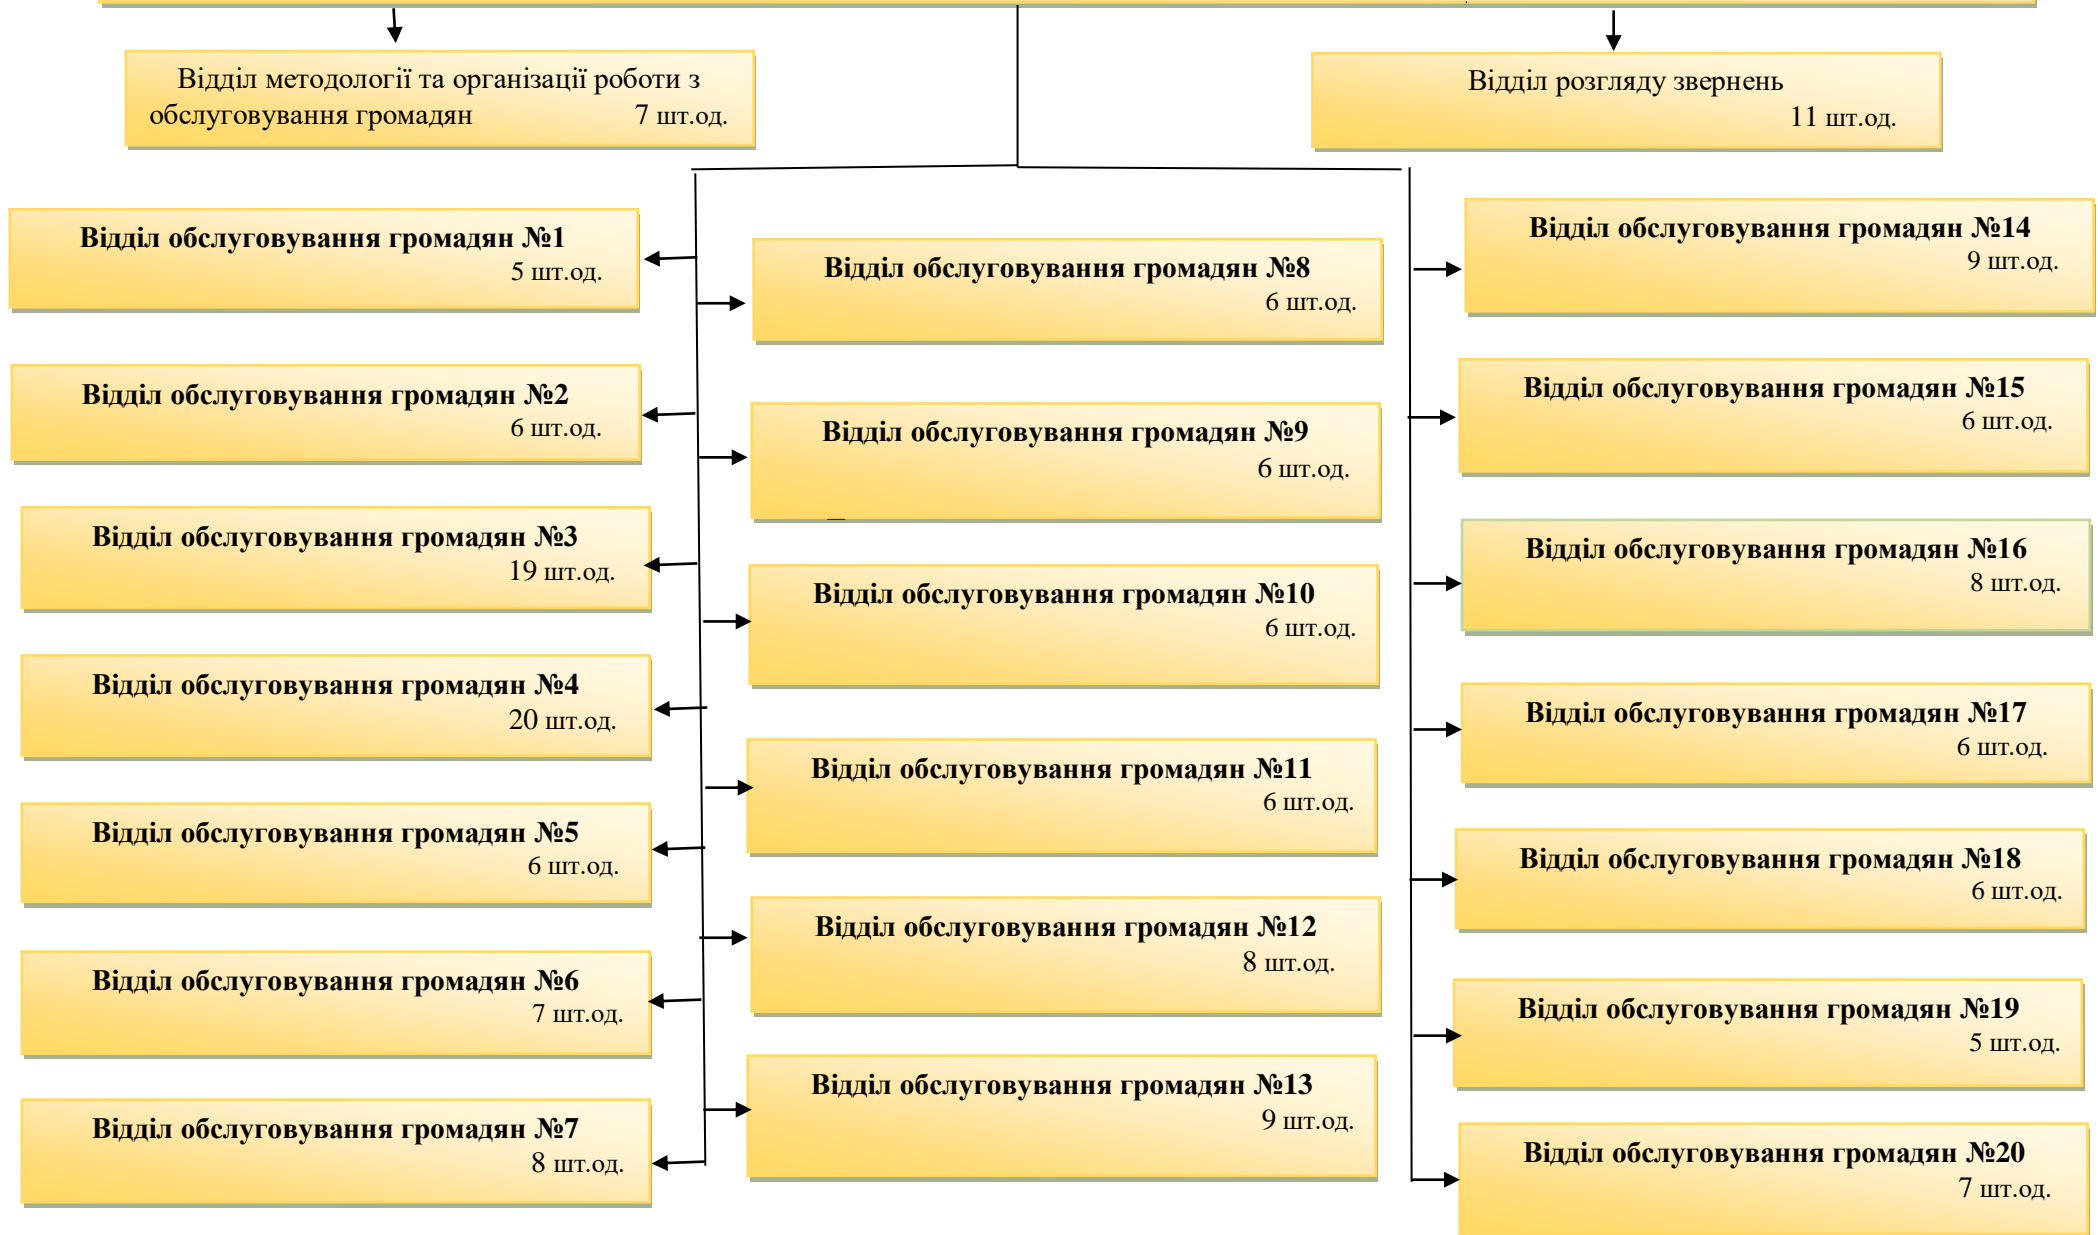 Відділ методології та організації роботи з
обслуговування громадян 7 шт.од.
Відділ розгляду звернень
11 шт.од.
Відділ обслуговування громадян №1
5 шт.од.
Відділ обслуговування громадян №2
6 шт.од.
Відділ обслуговування громадян №3
19 шт.од.
Відділ обслуговування громадян №4
20 шт.од.
Відділ обслуговування громадян №5
6 шт.од.
Відділ обслуговування громадян №6
7 шт.од.
Відділ обслуговування громадян №7
8 шт.од.
Відділ обслуговування громадян №8
6 шт.од.
Відділ обслуговування громадян №9
6 шт.од.
Відділ обслуговування громадян №10
6 шт.од.
Відділ обслуговування громадян №11
6 шт.од.
Відділ обслуговування громадян №12
8 шт.од.
Відділ обслуговування громадян №13
9 шт.од.
Відділ обслуговування громадян №14
9 шт.од.
Відділ обслуговування громадян №15
6 шт.од.
Відділ обслуговування громадян №16
8 шт.од.
Відділ обслуговування громадян №17
6 шт.од.
Відділ обслуговування громадян №18
6 шт.од.
Відділ обслуговування громадян №19
5 шт.од.
Відділ обслуговування громадян №20
7 шт.од.